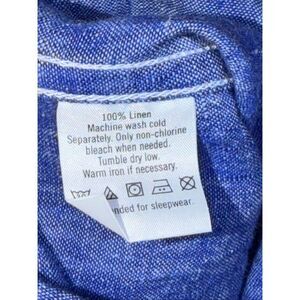 100% Linen
Machine wash cold
Separately. Only non-chlorine
bleach when needed.
Tumble dry low.
Warm iron if necessary.
for sleepwear.